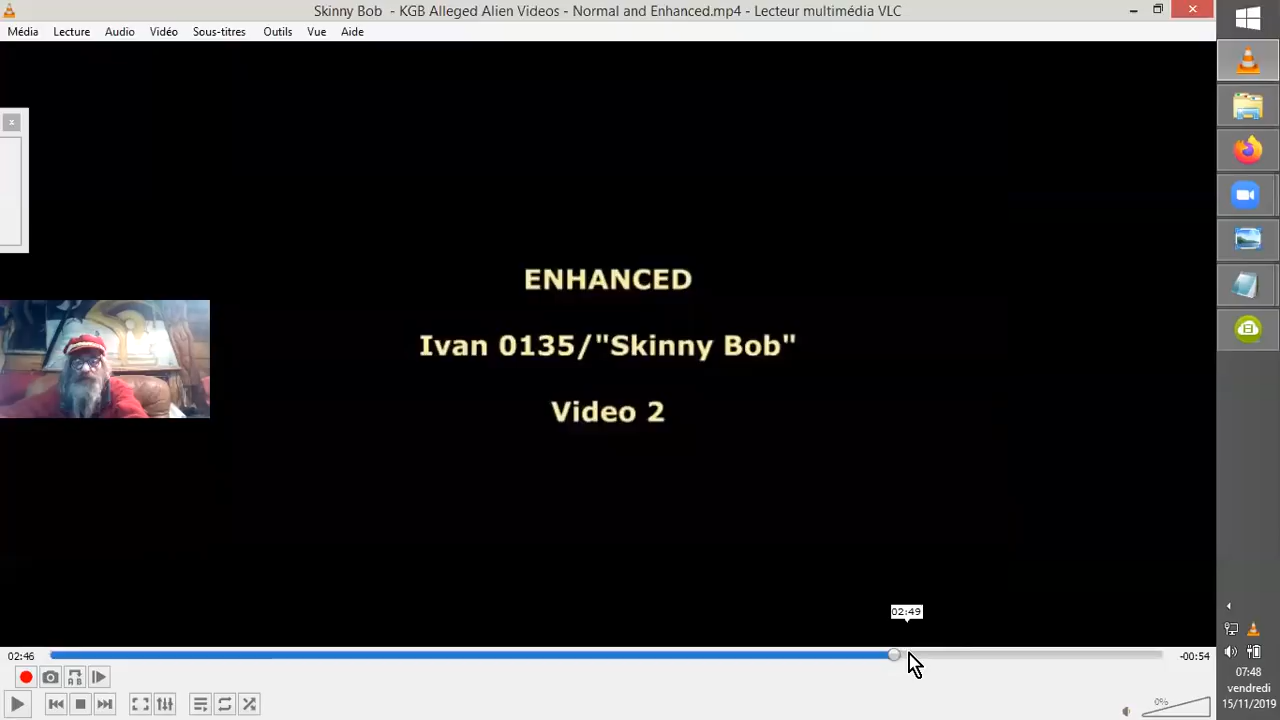 Skinny Bob - KGB Alleged Alien Videos - Normal and Enhanced.mp4 - Lecteur multimédia VLC
Média Lecture Audio Vidéo Sous-titres Outils Vue Aide
ENHANCED
Ivan 0135/"Skinny Bob"
Video 2
02:49
02:46
-00:54
A B
0%
07:48
vendredi
15/11/2019